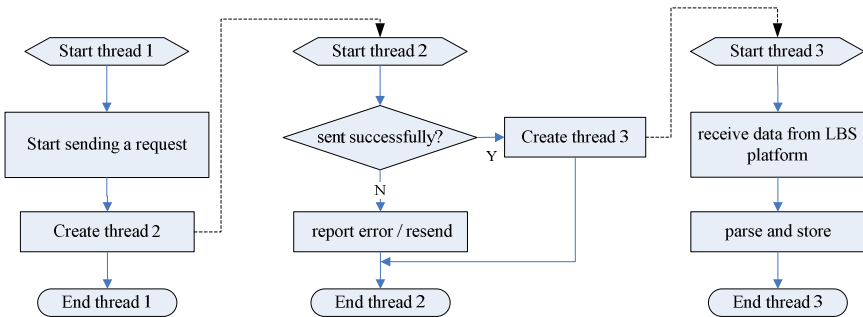 Start thread 1
Start sending a request
Create thread 2
End thread 1
Start thread 2
sent successfully?
Y
N
Create thread 3
report error / resend
End thread 2
Start thread 3
receive data from LBS
platform
parse and store
End thread 3